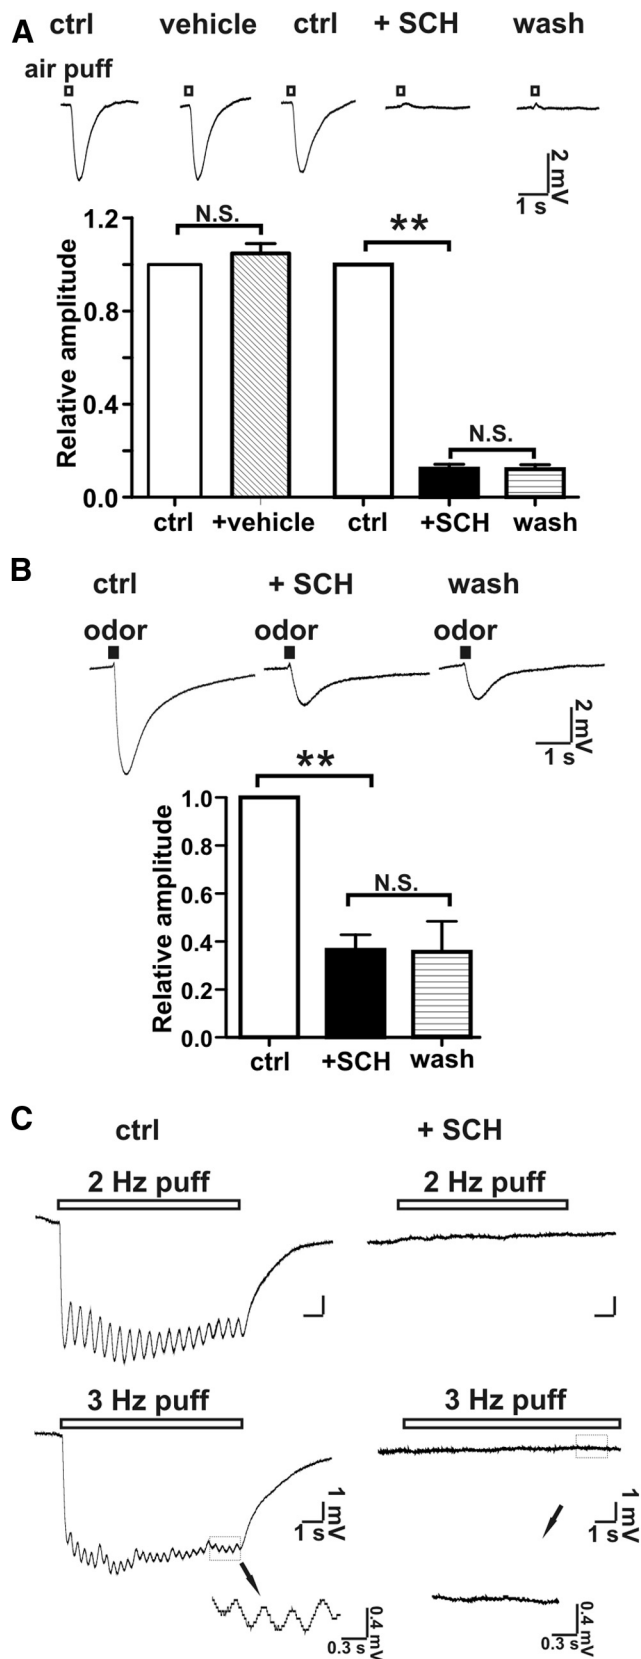 A
ctrl vehicle ctrl + SCH wash
air puff
2 mV
1 s
N.S.
**
N.S.
Relative amplitude
1.2
0.8
0.4
0.0
ctrl +vehicle ctrl +SCH wash
B
ctrl + SCH wash
odor odor odor
2 mV
1 s
**
N.S.
Relative amplitude
1.0
0.8
0.6
0.4
0.2
0.0
ctrl +SCH wash
C
ctrl + SCH
2 Hz puff 2 Hz puff
3 Hz puff 3 Hz puff
1 mV
1 s
1 mV
1 s
0.4 mV
0.3 s
0.4 mV
0.3 s